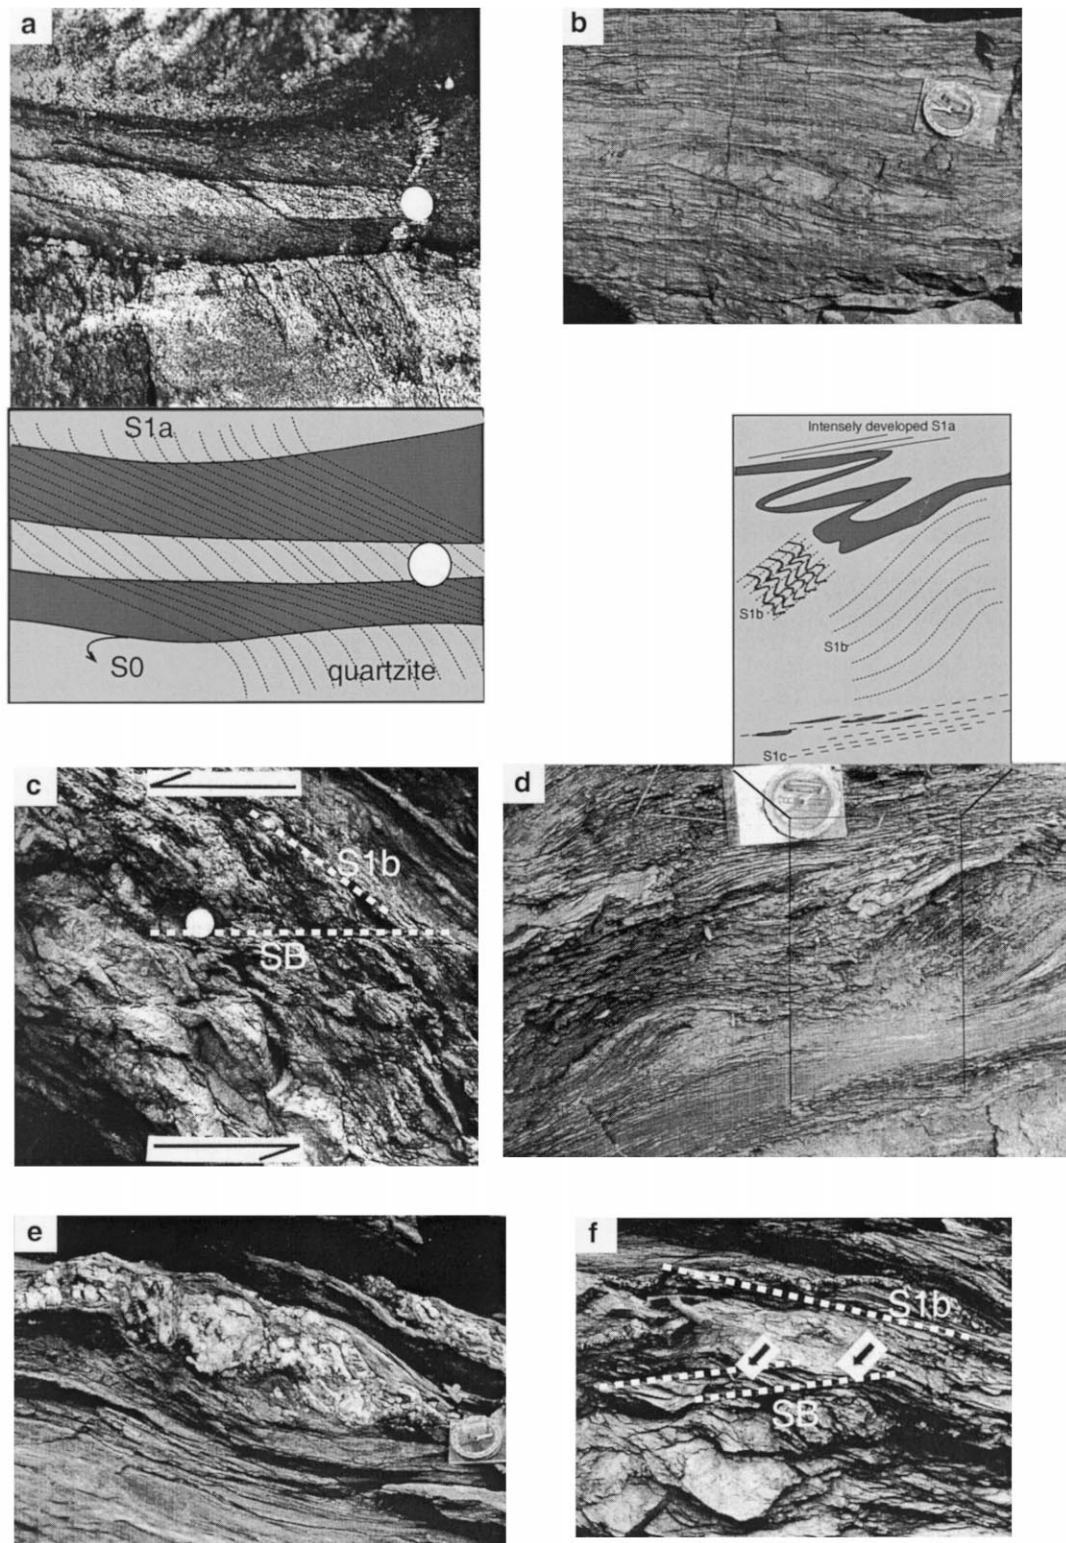 a
b
S1a
S0
quartzite
Intensely developed S1a
S1b
S1b
S1c
c
S1b
SB
d
e
f
S1b
SB